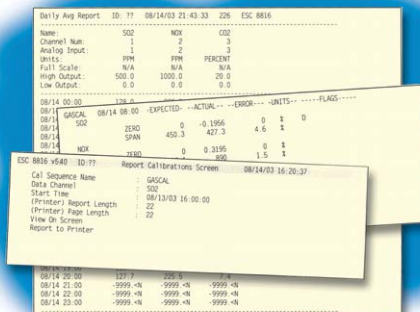 Daily Avg Report ID: ?? 08/14/03 21:43:33 226 ESC 8816
Name: SO2 NOX CO2
Channel Num: 1 2 3
Analog Input: 1 2 3
Units: PPM PPM PERCENT
Full Scale: N/A N/A N/A
High Output: 500.0 1000.0 20.0
Low Output: 0.0 0.0 0.0
08/14 00:00 128.0
GASCAL 08/14 08:00 -EXPECTED- --ACTUAL-- --ERROR--- -UNITS-- -----FLAGS-----
SO2
ZERO 0 -0.1956 0 % 0
SPAN 450.3 427.3 4.6 %
NOX
ZERO 0 0.3195 0 %
890 1.5 %
ESC 8816 v5.40 ID:?? Report Calibrations Screen 08/14/03 16:20:37
Cal Sequence Name : GASCAL
Data Channel : SO2
Start Time : 08/13/03 16:00:00
(Printer) Report Length : 22
(Printer) Page Length : 22
View On Screen
Report to Printer
08/14 20:00 127.7 225.5 7.4
08/14 21:00 -9999.<N -9999.<N -9999.<N
08/14 22:00 -9999.<N -9999.<N -9999.<N
08/14 23:00 -9999.<N -9999.<N -9999.<N